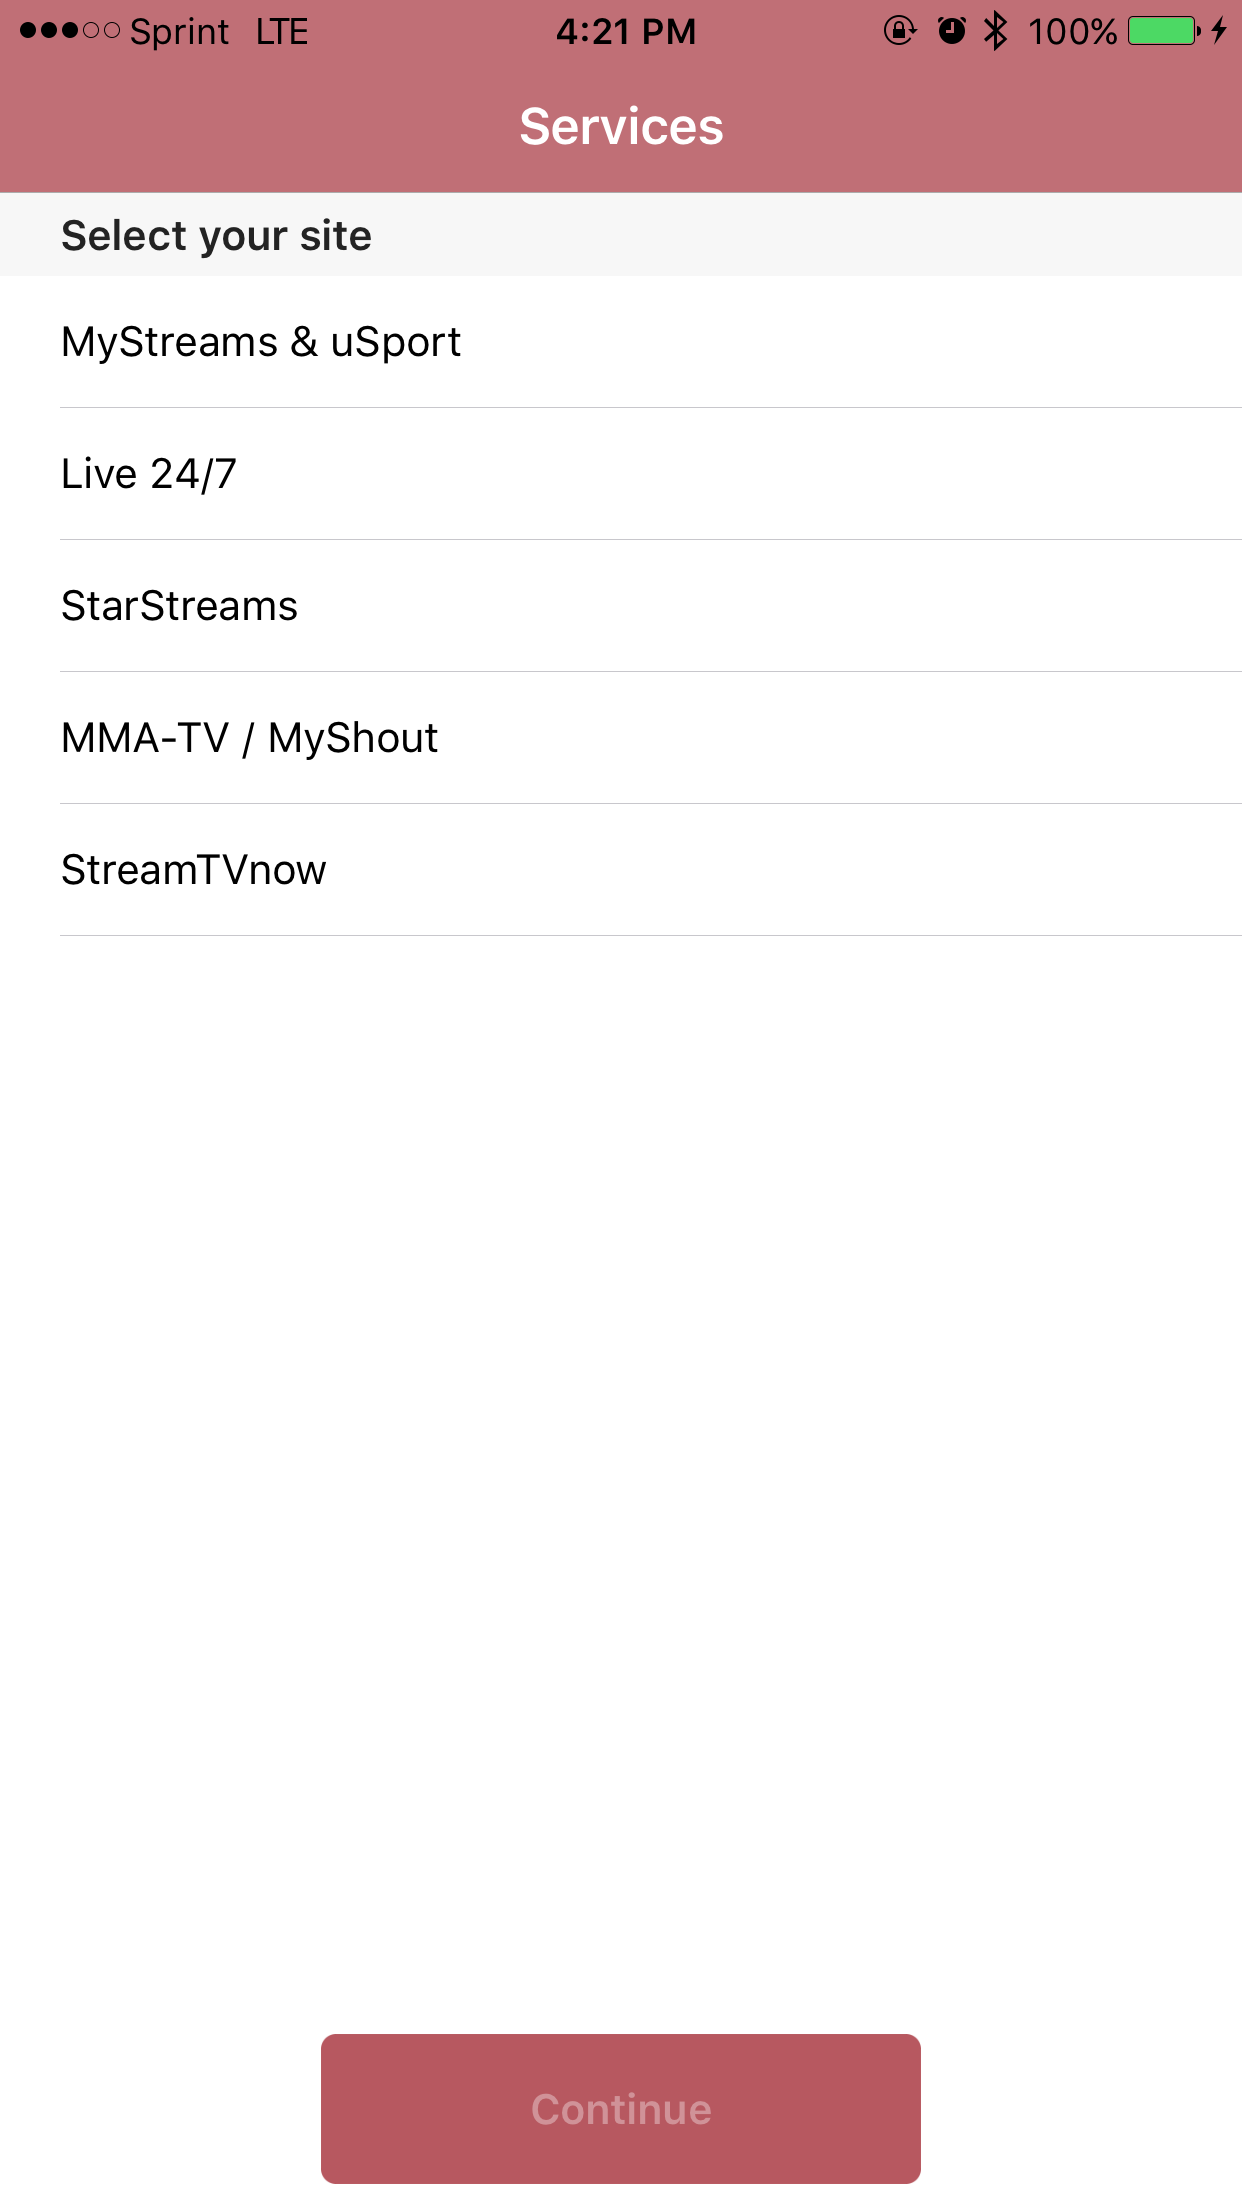 Sprint LTE 4:21 PM 100%
Services
Select your site
MyStreams & uSport
Live 24/7
StarStreams
MMA-TV / MyShout
StreamTVnow
Continue